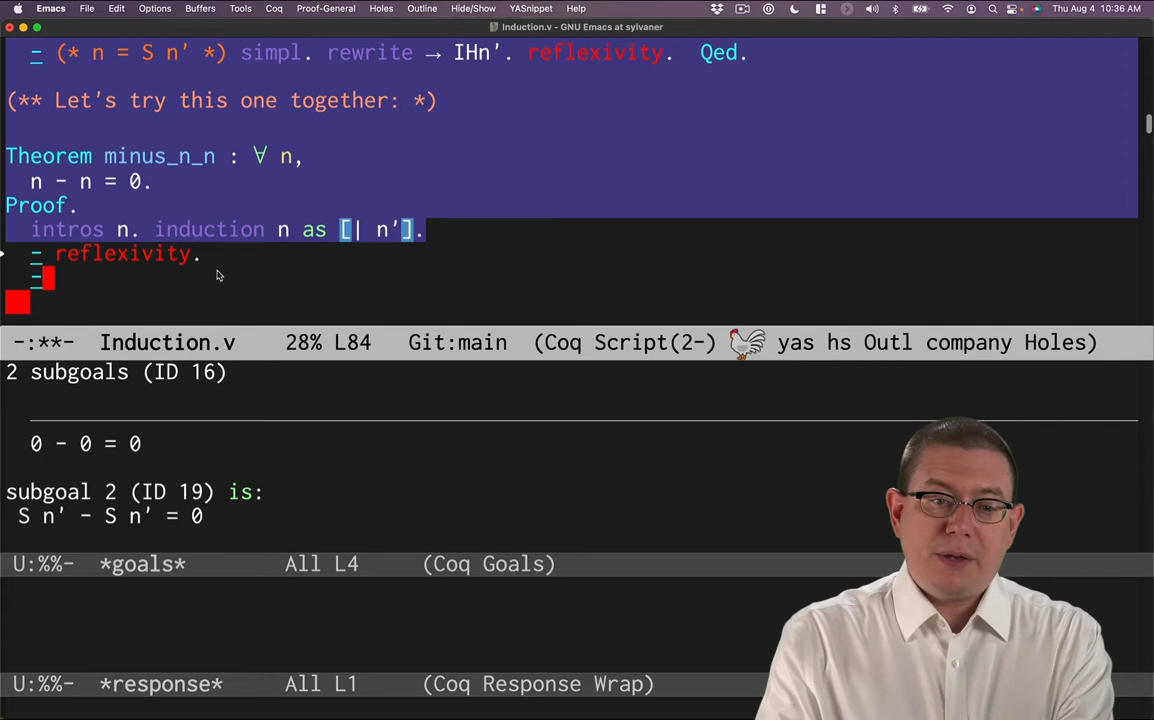 Emacs File Edit Options Buffers Tools Coq Proof-General Holes Outline Hide/Show YASnippet Help Thu Aug 4 10:36 AM
Induction.v - GNU Emacs at sylvaner
- (* n = S n' *) simpl. rewrite → IHn'. reflexivity. Qed.
(** Let's try this one together: *)
Theorem minus_n_n : ∀ n,
n - n = 0.
Proof.
intros n. induction n as [| n'].
- reflexivity.
-
-:**- Induction.v 28% L84 Git:main (Coq Script(2-) yas hs Outl company Holes)
2 subgoals (ID 16)
0 - 0 = 0
subgoal 2 (ID 19) is:
S n' - S n' = 0
U:%%- *goals* All L4 (Coq Goals)
U:%%- *response* All L1 (Coq Response Wrap)